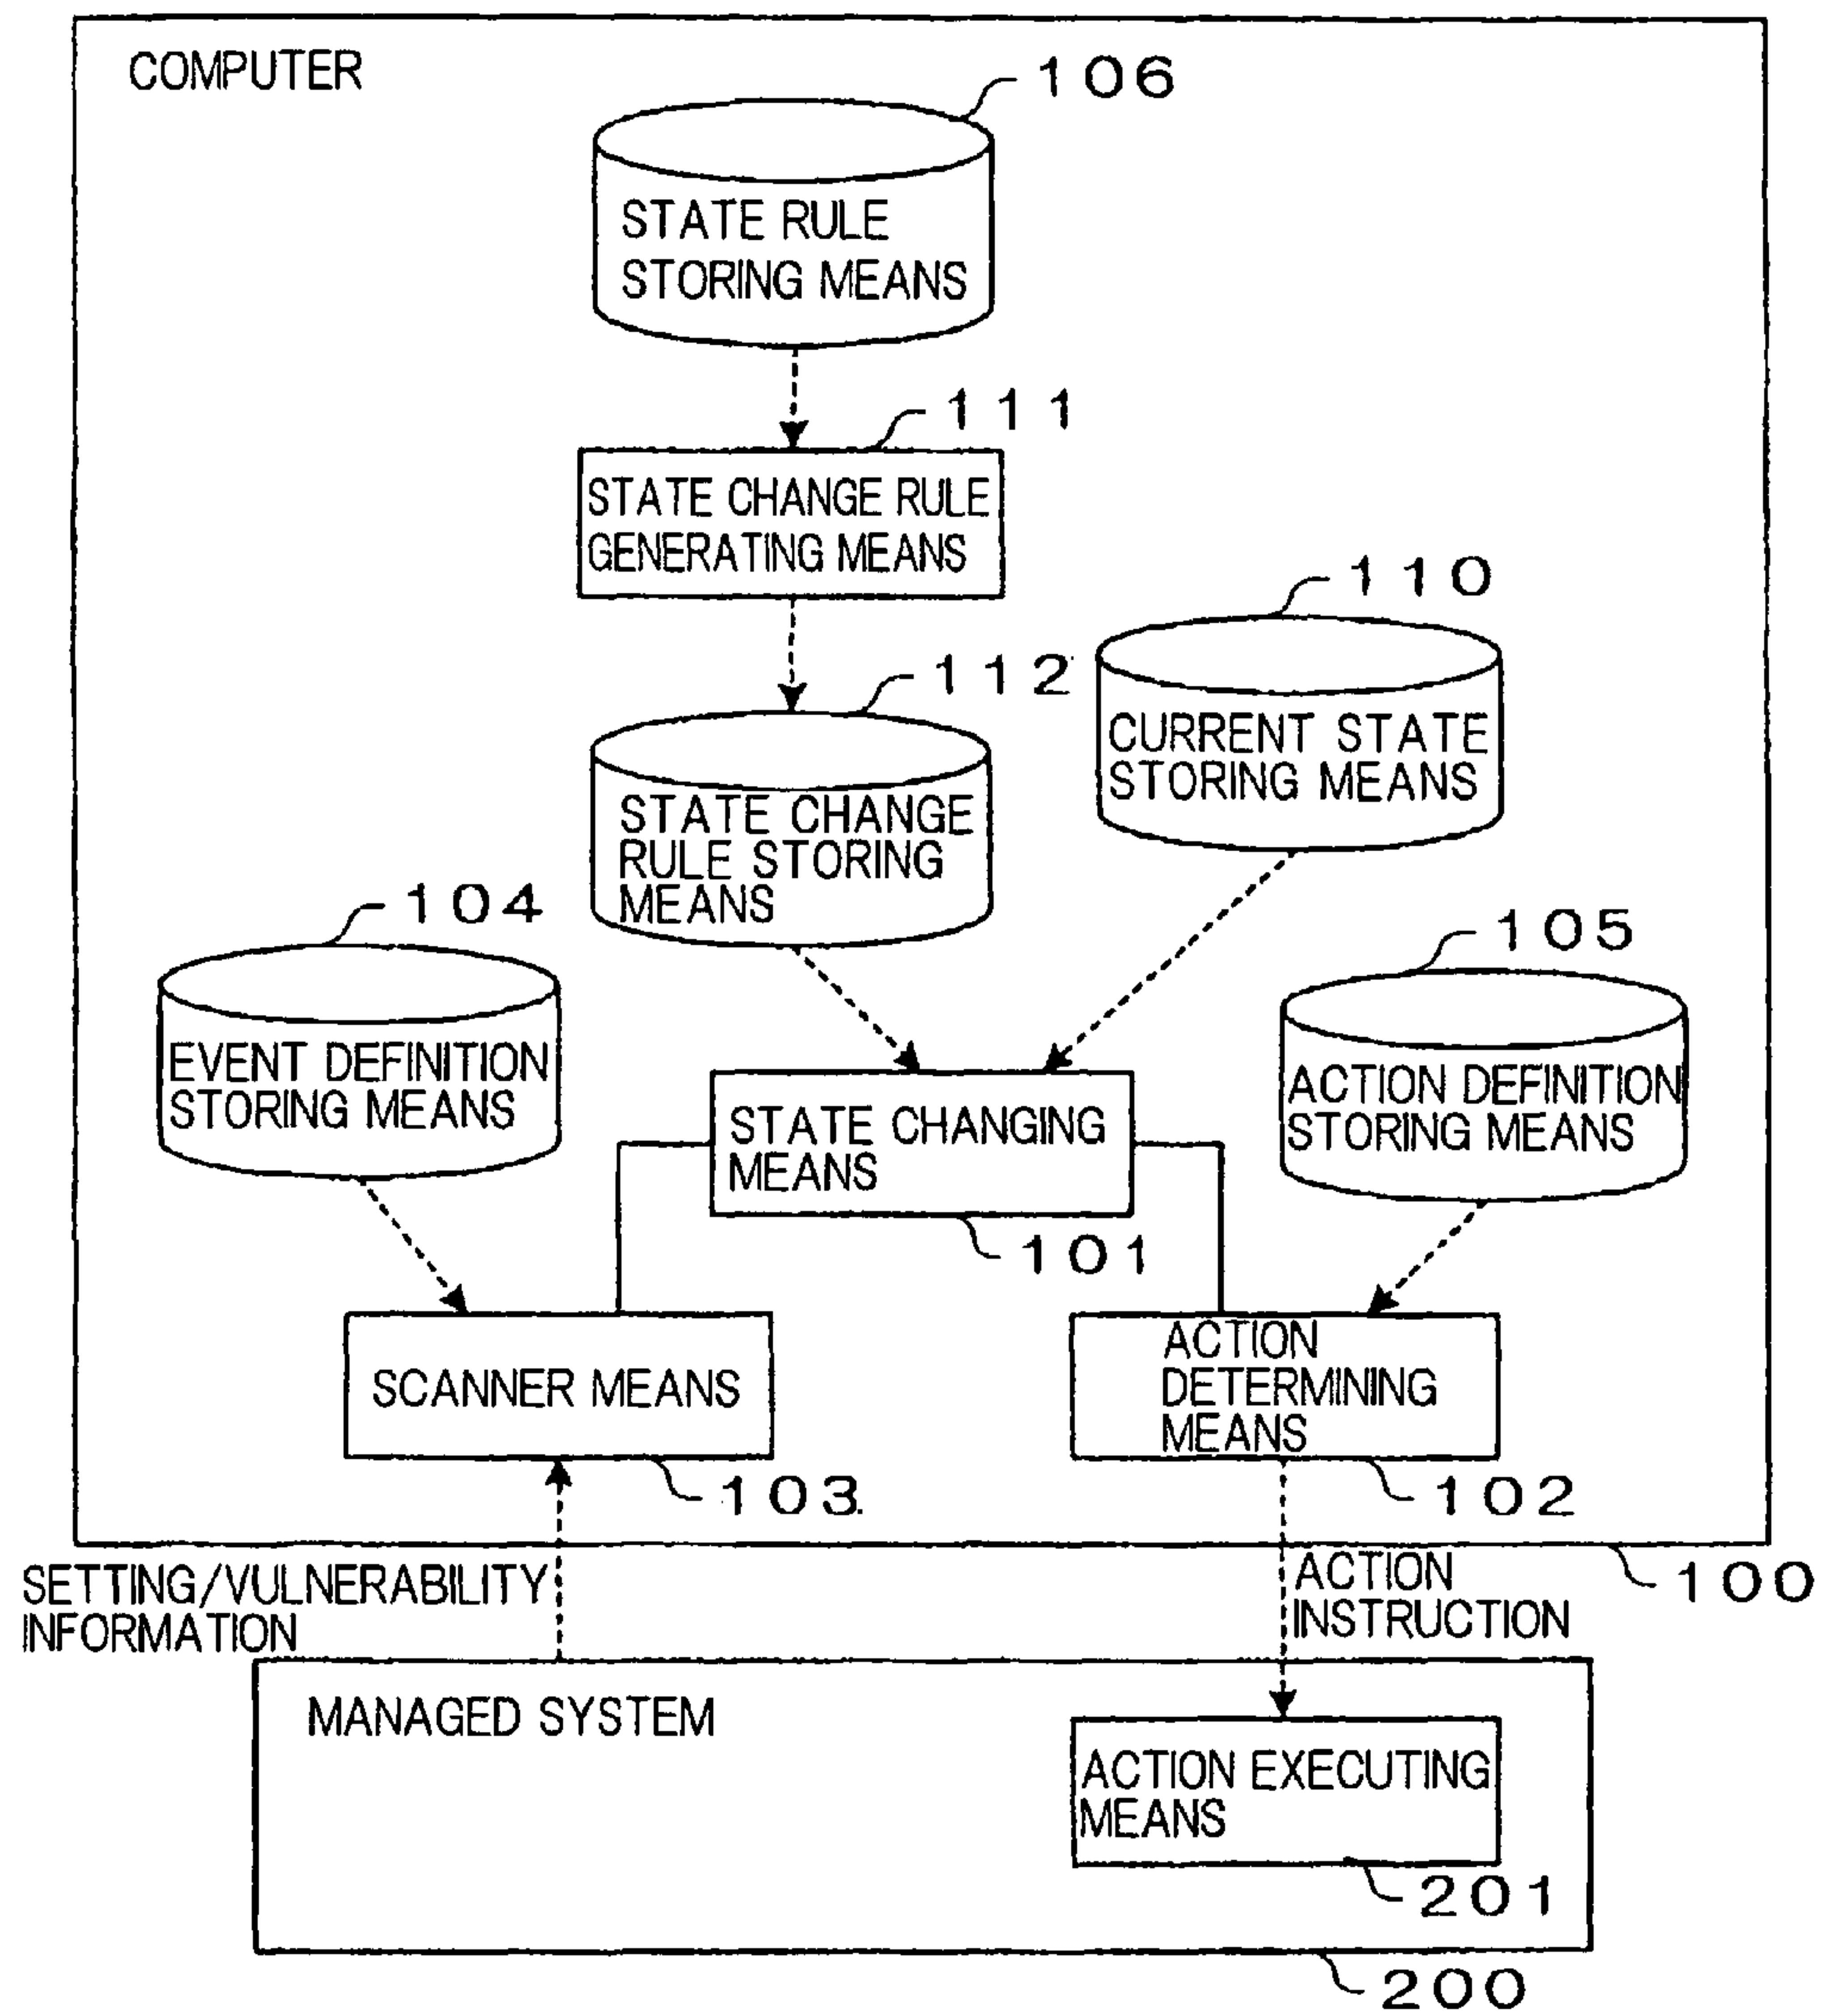 COMPUTER
106
STATE RULE
STORING MEANS
111
STATE CHANGE RULE
GENERATING MEANS
110
112
CURRENT STATE
STORING MEANS
STATE CHANGE
RULE STORING
MEANS
104
105
EVENT DEFINITION
STORING MEANS
ACTION DEFINITION
STORING MEANS
STATE CHANGING
MEANS
101
SCANNER MEANS
ACTION
DETERMINING
MEANS
103
102
SETTING/VULNERABILITY
INFORMATION
ACTION
INSTRUCTION
100
MANAGED SYSTEM
ACTION EXECUTING
MEANS
201
200